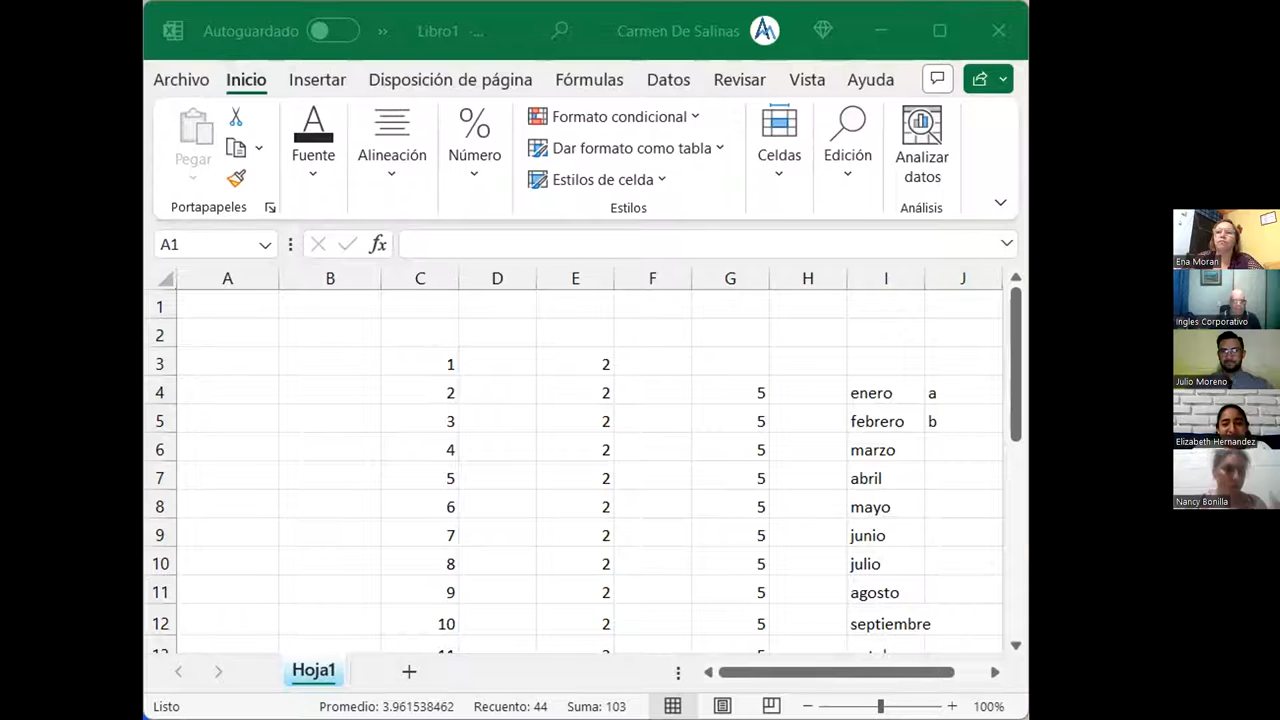 Autoguardado Libro1 -... Carmen De Salinas
Archivo Inicio Insertar Disposición de página Fórmulas Datos Revisar Vista Ayuda
Pegar Fuente Alineación Número Formato condicional Dar formato como tabla Estilos de celda Celdas Edición Analizar datos
Portapapeles Estilos Análisis
A1 fx
A B C D E F G H I J
1
2
3 1 2
4 2 2 5 enero a
5 3 2 5 febrero b
6 4 2 5 marzo
7 5 2 5 abril
8 6 2 5 mayo
9 7 2 5 junio
10 8 2 5 julio
11 9 2 5 agosto
12 10 2 5 septiembre
Hoja1
Listo Promedio: 3.961538462 Recuento: 44 Suma: 103 100%
Ena Moran
Ingles Corporativo
Julio Moreno
Elizabeth Hernandez
Nancy Bonilla